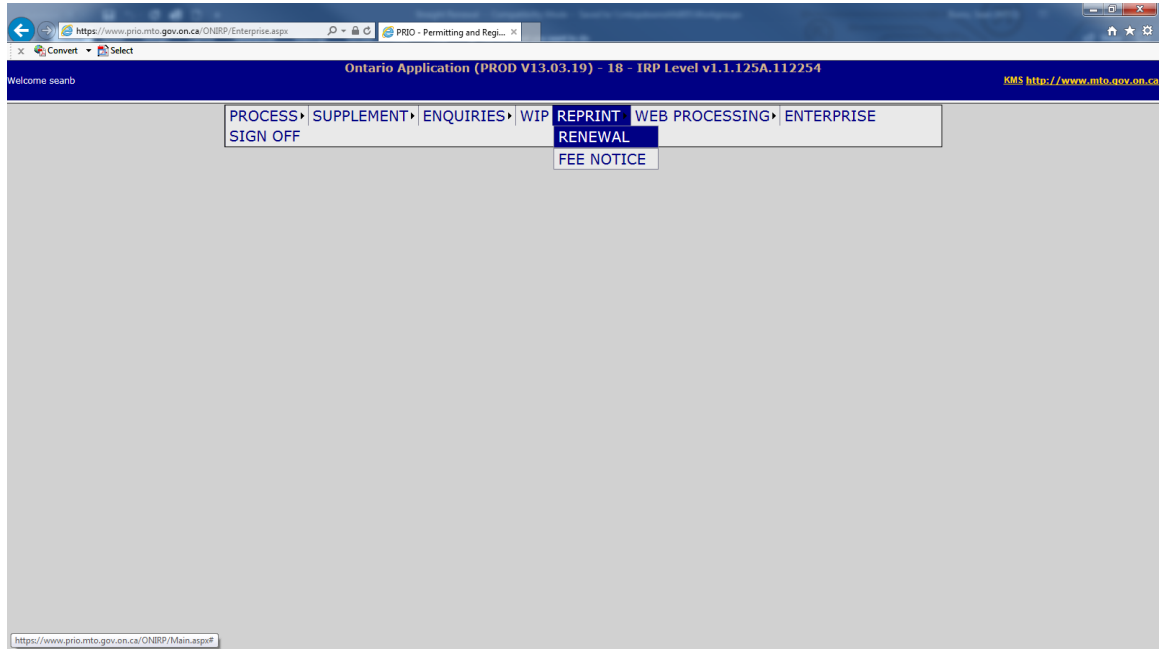 https://www.prio.mto.gov.on.ca/ONIRP/Enterprise.aspx
PRIO - Permitting and Regi... ×
x Convert Select
Ontario Application (PROD V13.03.19) - 18 - IRP Level v1.1.125A.112254
Welcome seanb
KMS http://www.mto.gov.on.ca
PROCESS SUPPLEMENT ENQUIRIES WIP REPRINT WEB PROCESSING ENTERPRISE
SIGN OFF RENEWAL
FEE NOTICE
https://www.prio.mto.gov.on.ca/ONIRP/Main.aspx#